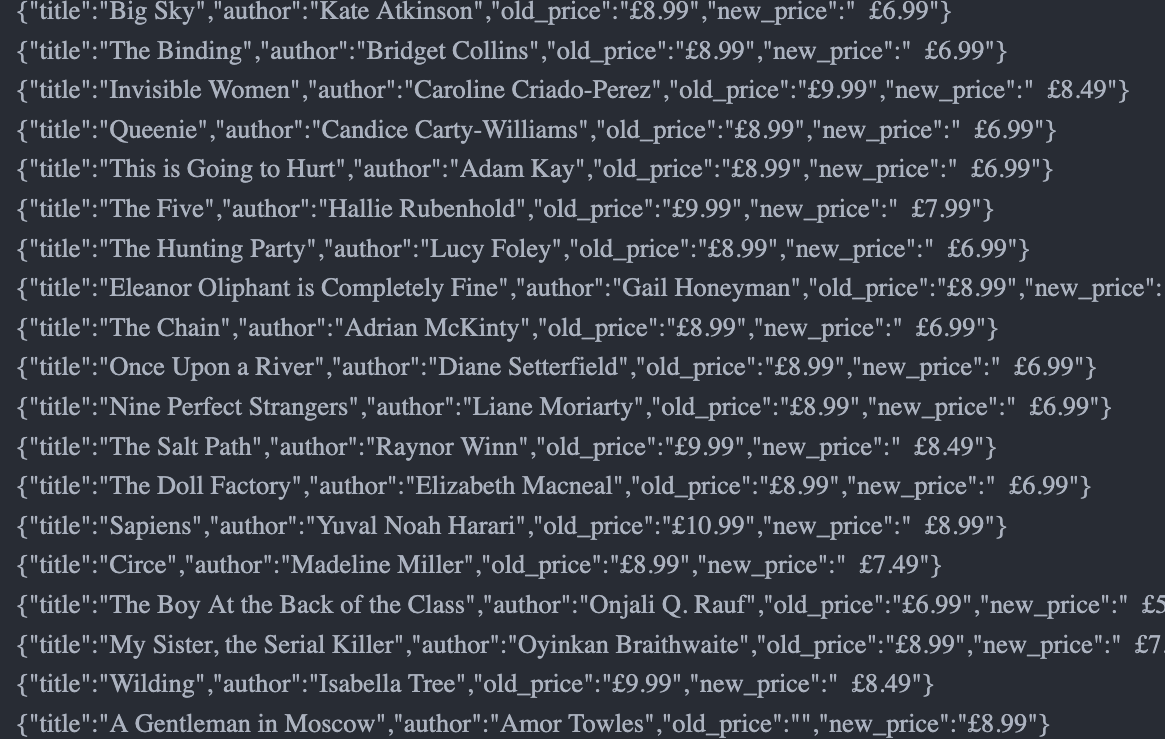 {"title":"Big Sky","author":"Kate Atkinson","old_price":"£8.99","new_price":"  £6.99"}
{"title":"The Binding","author":"Bridget Collins","old_price":"£8.99","new_price":"  £6.99"}
{"title":"Invisible Women","author":"Caroline Criado-Perez","old_price":"£9.99","new_price":"  £8.49"}
{"title":"Queenie","author":"Candice Carty-Williams","old_price":"£8.99","new_price":"  £6.99"}
{"title":"This is Going to Hurt","author":"Adam Kay","old_price":"£8.99","new_price":"  £6.99"}
{"title":"The Five","author":"Hallie Rubenhold","old_price":"£9.99","new_price":"  £7.99"}
{"title":"The Hunting Party","author":"Lucy Foley","old_price":"£8.99","new_price":"  £6.99"}
{"title":"Eleanor Oliphant is Completely Fine","author":"Gail Honeyman","old_price":"£8.99","new_price":
{"title":"The Chain","author":"Adrian McKinty","old_price":"£8.99","new_price":"  £6.99"}
{"title":"Once Upon a River","author":"Diane Setterfield","old_price":"£8.99","new_price":"  £6.99"}
{"title":"Nine Perfect Strangers","author":"Liane Moriarty","old_price":"£8.99","new_price":"  £6.99"}
{"title":"The Salt Path","author":"Raynor Winn","old_price":"£9.99","new_price":"  £8.49"}
{"title":"The Doll Factory","author":"Elizabeth Macneal","old_price":"£8.99","new_price":"  £6.99"}
{"title":"Sapiens","author":"Yuval Noah Harari","old_price":"£10.99","new_price":"  £8.99"}
{"title":"Circe","author":"Madeline Miller","old_price":"£8.99","new_price":"  £7.49"}
{"title":"The Boy At the Back of the Class","author":"Onjali Q. Rauf","old_price":"£6.99","new_price":"  £5
{"title":"My Sister, the Serial Killer","author":"Oyinkan Braithwaite","old_price":"£8.99","new_price":"  £7.
{"title":"Wilding","author":"Isabella Tree","old_price":"£9.99","new_price":"  £8.49"}
{"title":"A Gentleman in Moscow","author":"Amor Towles","old_price":"","new_price":"£8.99"}